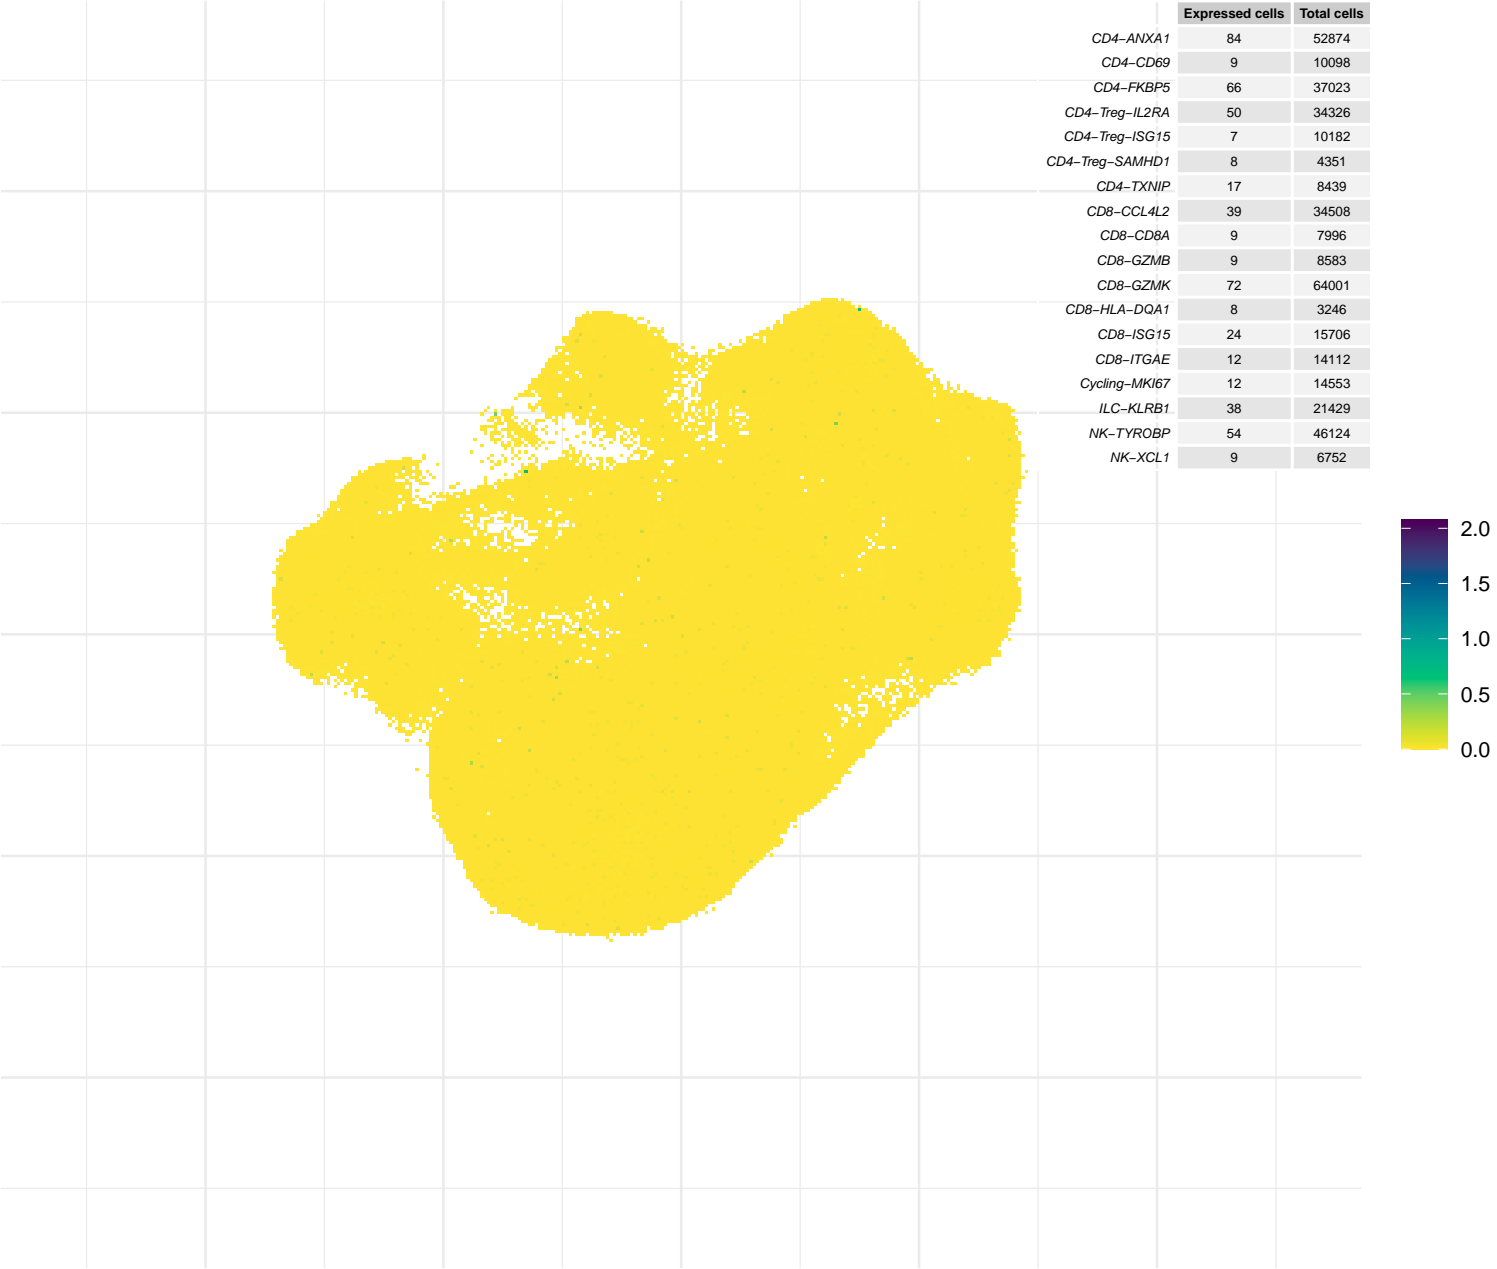 Expressed cells Total cells
CD4−ANXA1 84 52874
CD4−CD69 9 10098
CD4−FKBP5 66 37023
CD4−Treg−IL2RA 50 34326
CD4−Treg−ISG15 7 10182
CD4−Treg−SAMHD1 8 4351
CD4−TXNIP 17 8439
CD8−CCL4L2 39 34508
CD8−CD8A 9 7996
CD8−GZMB 9 8583
CD8−GZMK 72 64001
CD8−HLA−DQA1 8 3246
CD8−ISG15 24 15706
CD8−ITGAE 12 14112
Cycling−MKI67 12 14553
ILC−KLRB1 38 21429
NK−TYROBP 54 46124
NK−XCL1 9 6752
2.0
1.5
1.0
0.5
0.0